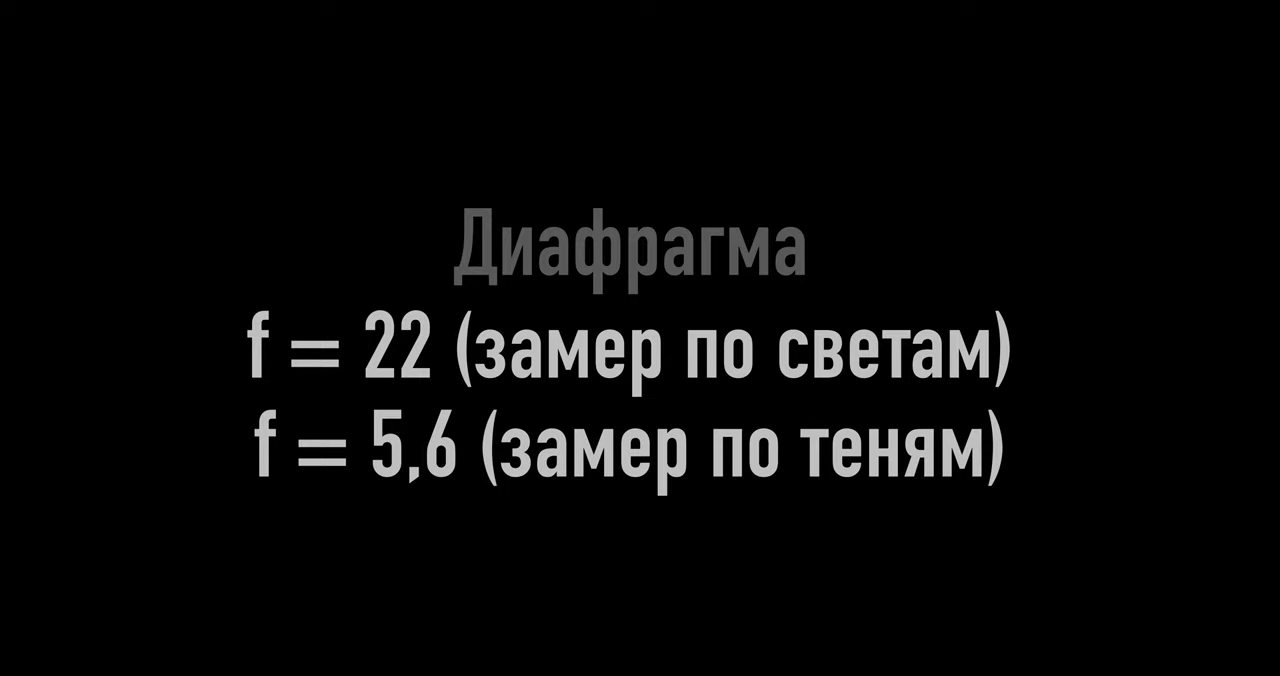 Диафрагма
f = 22 (замер по светам)
f = 5,6 (замер по теням)